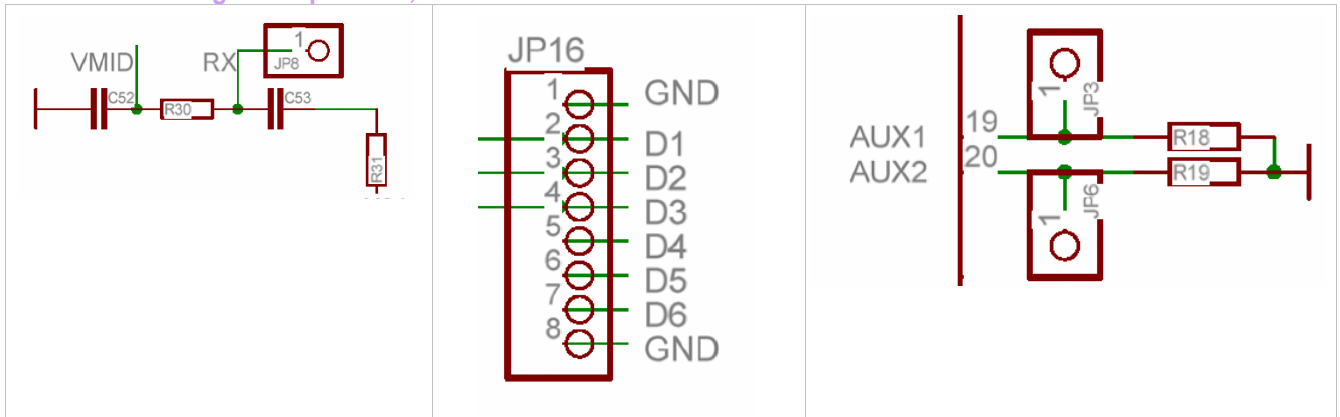 1
JP8
VMID
RX
C52
R30
C53
R31
JP16
1
GND
2
D1
3
D2
4
D3
5
D4
6
D5
7
D6
8
GND
1
JP3
AUX1
19
R18
AUX2
20
R19
1
JP6